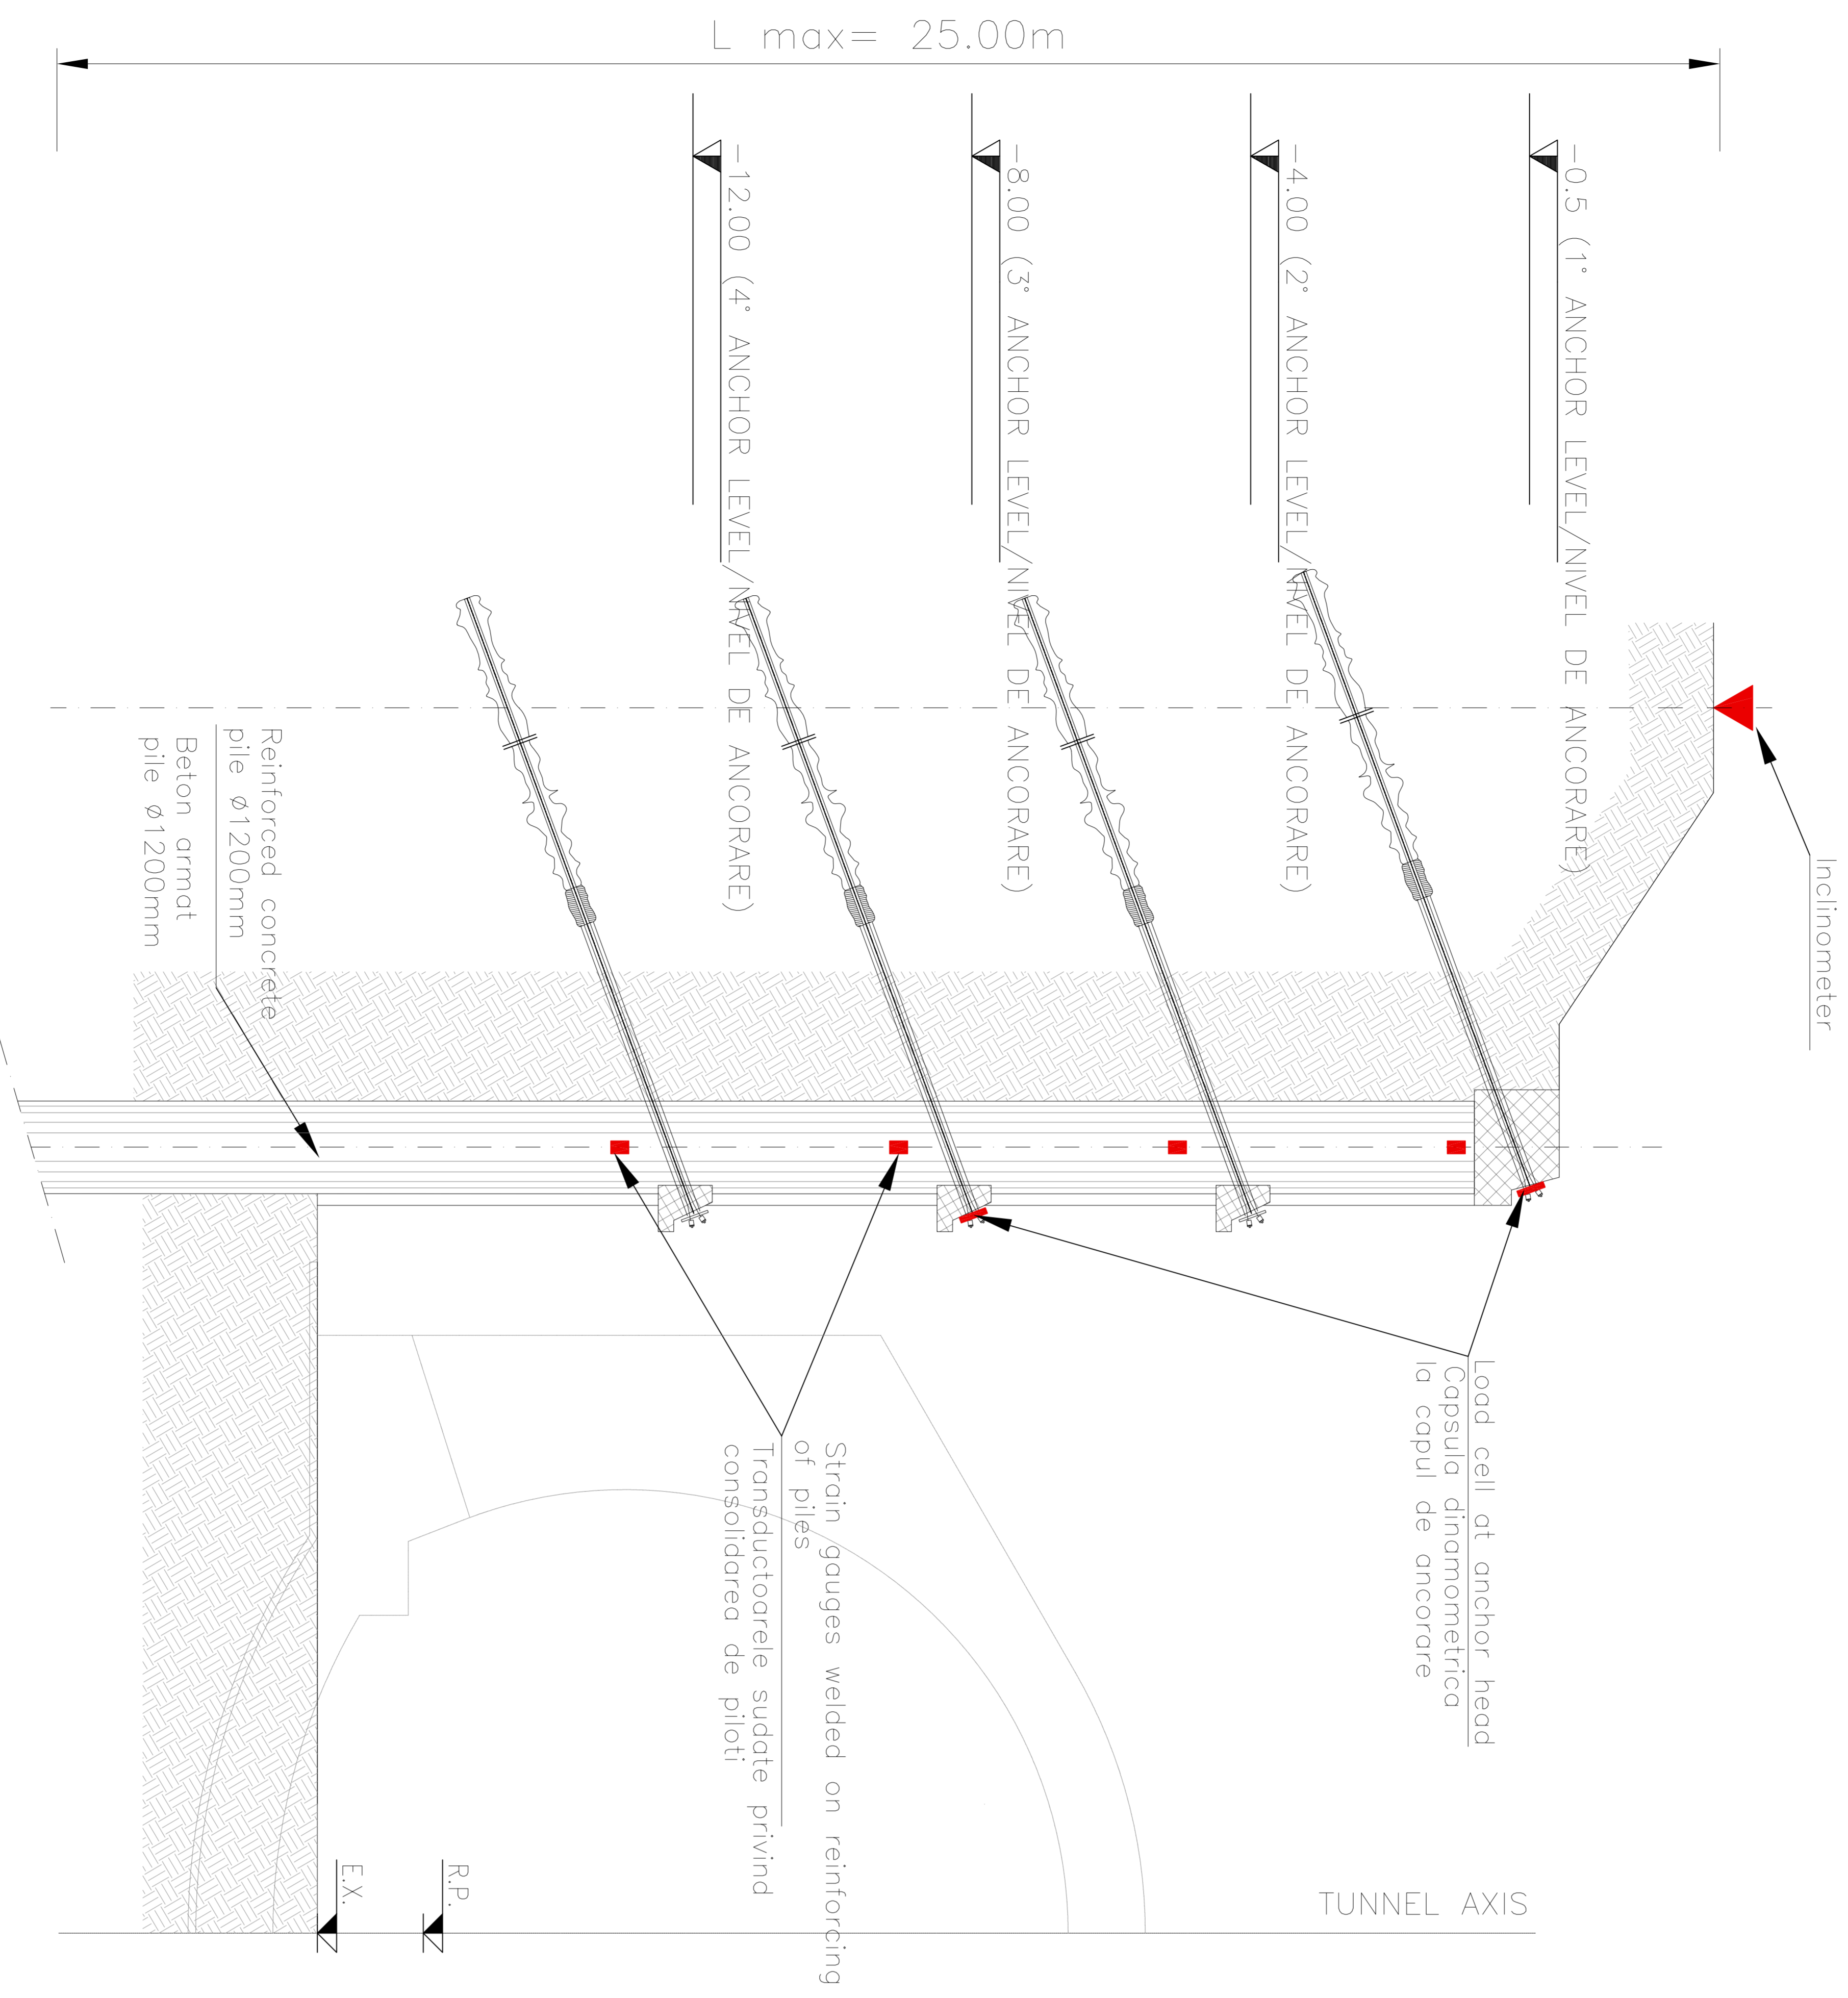 L max= 25.00m
Inclinometer
-0.5 (1° ANCHOR LEVEL/NIVEL DE ANCORARE)
-4.00 (2° ANCHOR LEVEL/NIVEL DE ANCORARE)
-8.00 (3° ANCHOR LEVEL/NIVEL DE ANCORARE)
-12.00 (4° ANCHOR LEVEL/NIVEL DE ANCORARE)
Reinforced concrete
pile ø1200mm
Beton armat
pile ø1200mm
Load cell at anchor head
Capsula dinamometrica
la capul de ancorare
Strain gauges welded on reinforcing
of piles
Transductoarele sudate privind
consolidarea de piloti
R.P.
E.X.
TUNNEL AXIS